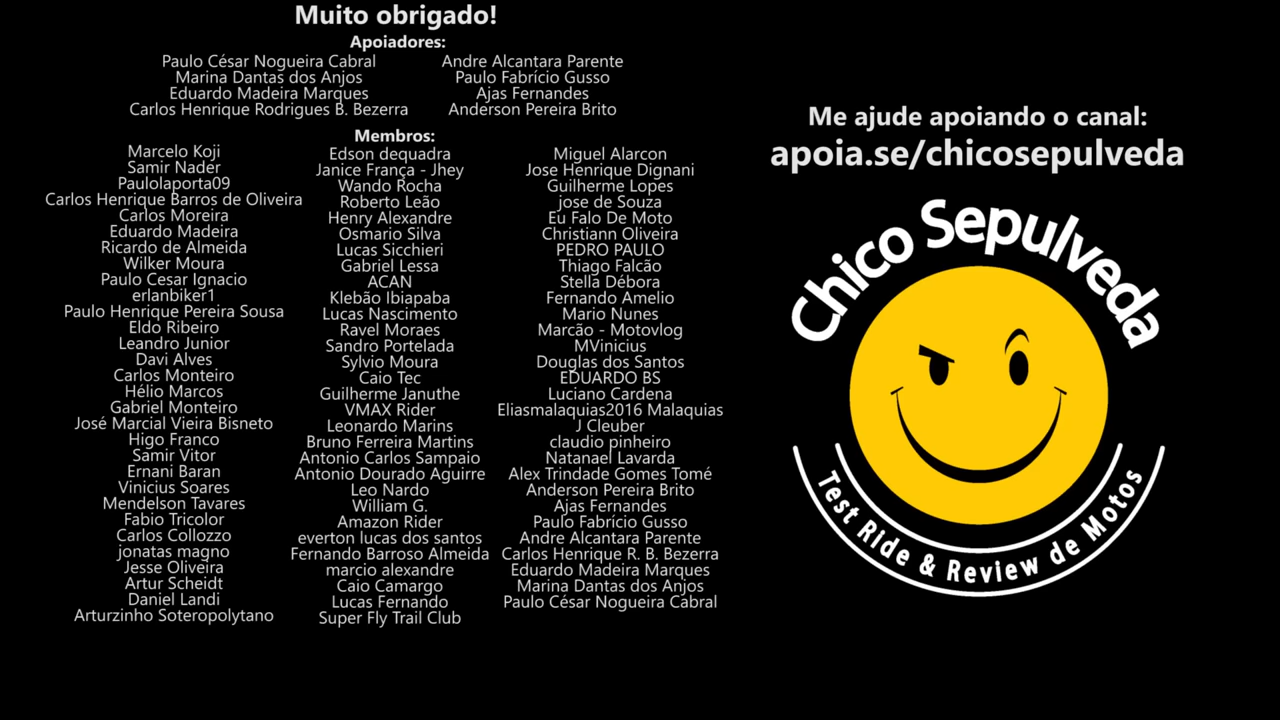 Muito obrigado!
Apoiadores:
Paulo César Nogueira Cabral
Marina Dantas dos Anjos
Eduardo Madeira Marques
Carlos Henrique Rodrigues B. Bezerra
Andre Alcantara Parente
Paulo Fabrício Gusso
Ajas Fernandes
Anderson Pereira Brito
Membros:
Marcelo Koji
Samir Nader
Paulolaporta09
Carlos Henrique Barros de Oliveira
Carlos Moreira
Eduardo Madeira
Ricardo de Almeida
Wilker Moura
Paulo Cesar Ignacio
erlanbiker1
Paulo Henrique Pereira Sousa
Eldo Ribeiro
Leandro Junior
Davi Alves
Carlos Monteiro
Hélio Marcos
Gabriel Monteiro
José Marcial Vieira Bisneto
Higo Franco
Samir Vitor
Ernani Baran
Vinicius Soares
Mendelson Tavares
Fabio Tricolor
Carlos Collozzo
jonatas magno
Jesse Oliveira
Artur Scheidt
Daniel Landi
Arturzinho Soteropolytano
Edson dequadra
Janice França - Jhey
Wando Rocha
Roberto Leão
Henry Alexandre
Osmario Silva
Lucas Sicchieri
Gabriel Lessa
ACAN
Klebão Ibiapaba
Lucas Nascimento
Ravel Moraes
Sandro Portelada
Sylvio Moura
Caio Tec
Guilherme Januthe
VMAX Rider
Leonardo Marins
Bruno Ferreira Martins
Antonio Carlos Sampaio
Antonio Dourado Aguirre
Leo Nardo
William G.
Amazon Rider
everton lucas dos santos
Fernando Barroso Almeida
marcio alexandre
Caio Camargo
Lucas Fernando
Super Fly Trail Club
Miguel Alarcon
Jose Henrique Dignani
Guilherme Lopes
jose de Souza
Eu Falo De Moto
Christiann Oliveira
PEDRO PAULO
Thiago Falcão
Stella Débora
Fernando Amelio
Mario Nunes
Marcão - Motovlog
MVinicius
Douglas dos Santos
EDUARDO BS
Luciano Cardena
Eliasmalaquias2016 Malaquias
J Cleuber
claudio pinheiro
Natanael Lavarda
Alex Trindade Gomes Tomé
Anderson Pereira Brito
Ajas Fernandes
Paulo Fabrício Gusso
Andre Alcantara Parente
Carlos Henrique R. B. Bezerra
Eduardo Madeira Marques
Marina Dantas dos Anjos
Paulo César Nogueira Cabral
Me ajude apoiando o canal:
apoia.se/chicosepulveda
Chico Sepulveda
Test Ride & Review de Motos